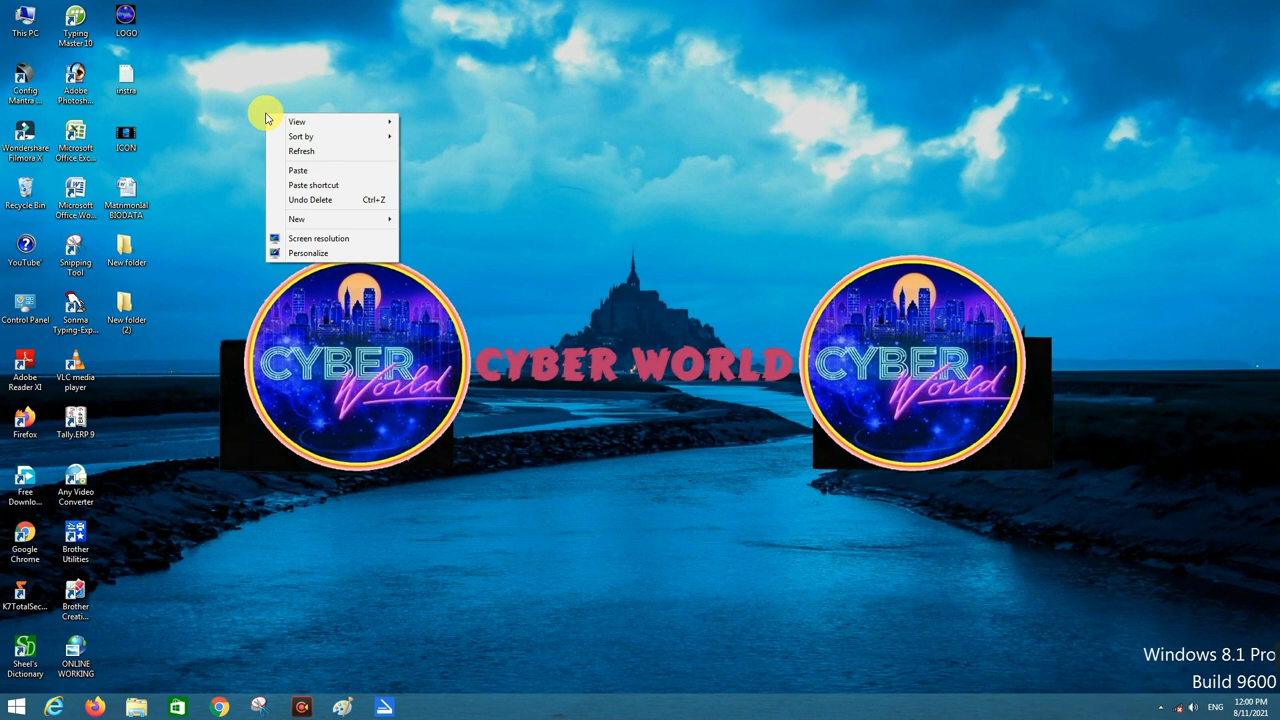 This PC
Typing
Master 10
LOGO
Config
Mantra ...
Adobe
Photosh...
instra
Wondershare
Filmora X
Microsoft
Office Exc...
ICON
Recycle Bin
Microsoft
Office Wo...
Matrimonial
BIODATA
YouTube
Snipping
Tool
New folder
Control Panel
Sonma
Typing-Exp...
New folder
(2)
Adobe
Reader XI
VLC media
player
Firefox
Tally.ERP 9
Free
Downlo...
Any Video
Converter
Google
Chrome
Brother
Utilities
K7TotalSec...
Brother
Creati...
Sheel's
Dictionary
ONLINE
WORKING
View
Sort by
Refresh
Paste
Paste shortcut
Undo Delete Ctrl+Z
New
Screen resolution
Personalize
CYBER
World
CYBER WORLD
CYBER
World
Windows 8.1 Pro
Build 9600
ENG
12:00 PM
8/11/2021